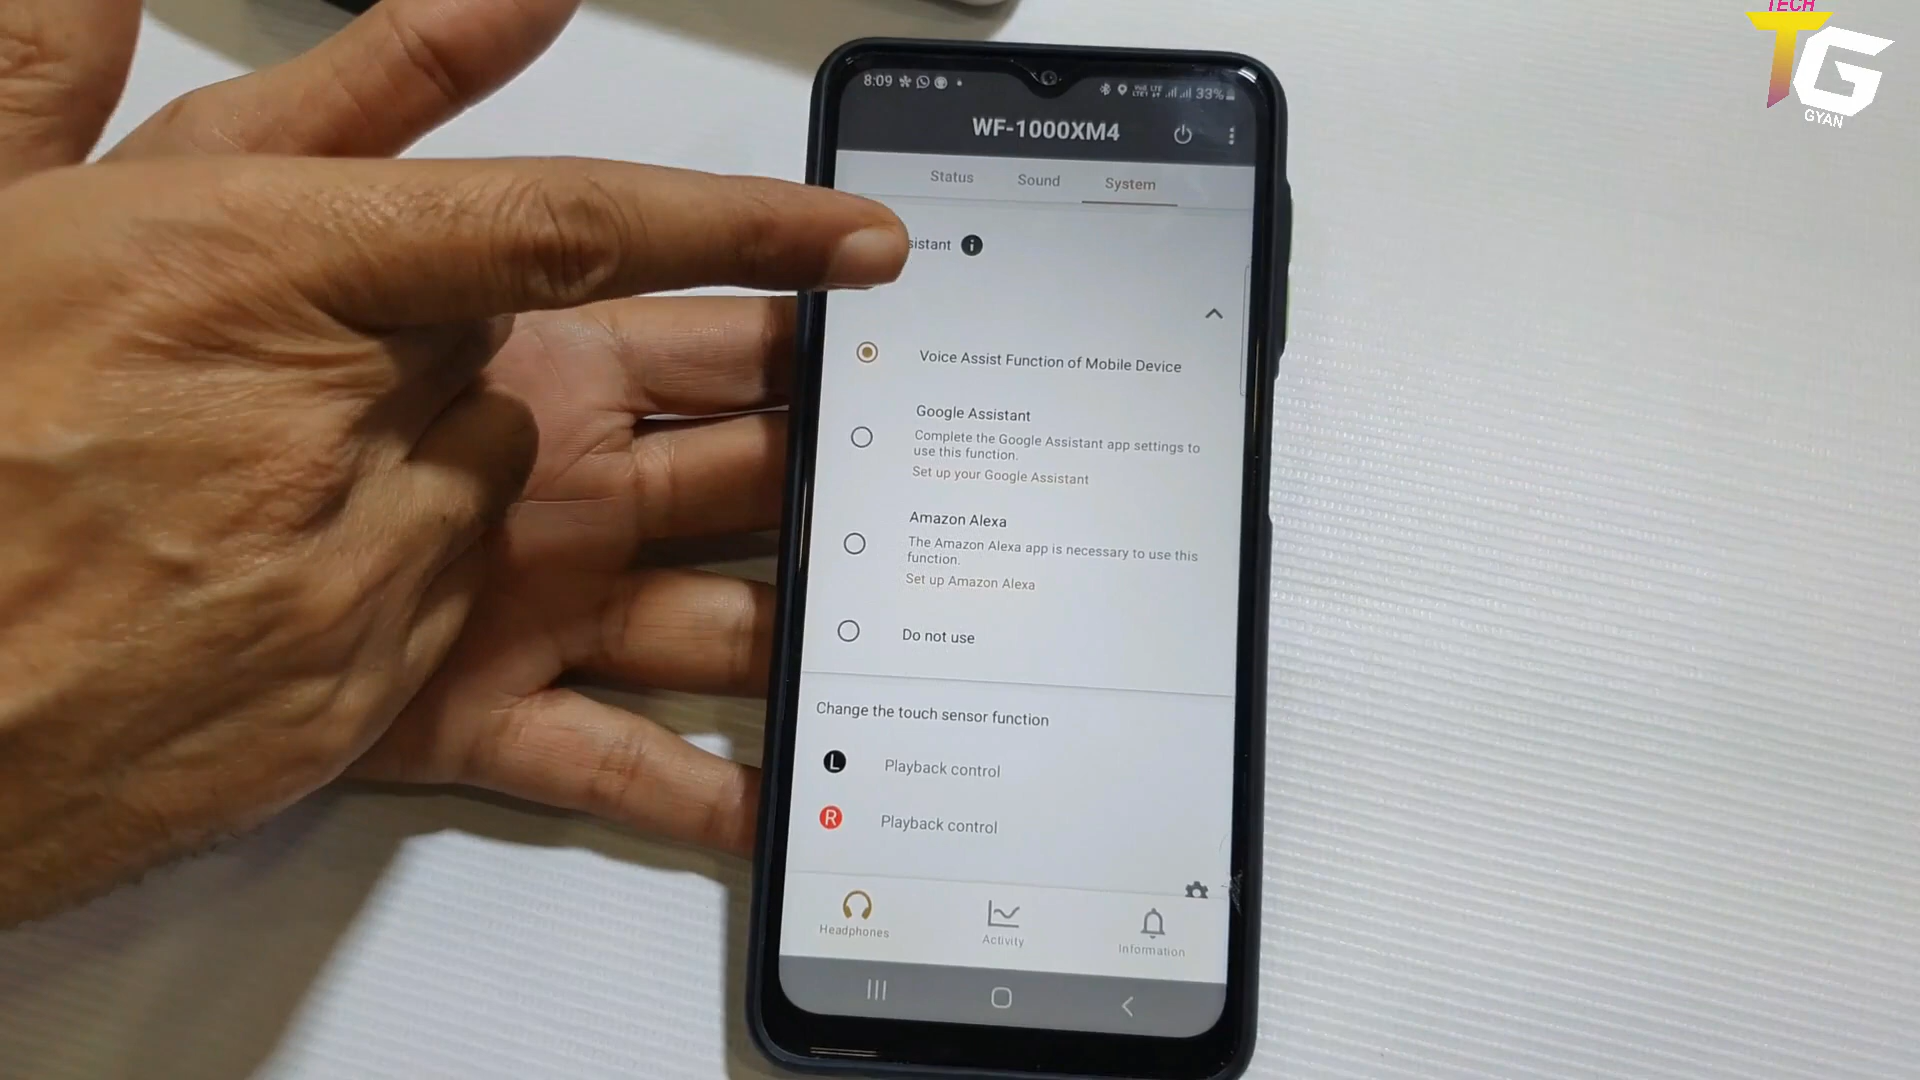 TECH
TG
GYAN
8:09
33%
WF-1000XM4
Status
Sound
System
sistant
Voice Assist Function of Mobile Device
Google Assistant
Complete the Google Assistant app settings to
use this function.
Set up your Google Assistant
Amazon Alexa
The Amazon Alexa app is necessary to use this
function.
Set up Amazon Alexa
Do not use
Change the touch sensor function
L Playback control
R Playback control
Headphones
Activity
Information